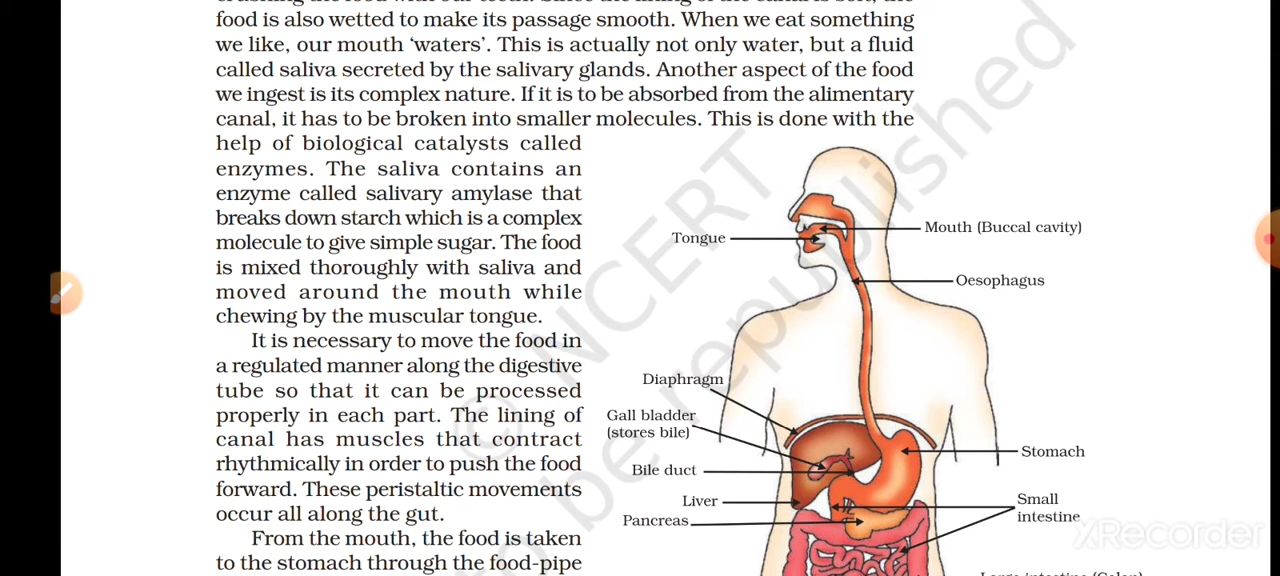 food is also wetted to make its passage smooth. When we eat something
we like, our mouth ‘waters’. This is actually not only water, but a fluid
called saliva secreted by the salivary glands. Another aspect of the food
we ingest is its complex nature. If it is to be absorbed from the alimentary
canal, it has to be broken into smaller molecules. This is done with the
help of biological catalysts called
enzymes. The saliva contains an
enzyme called salivary amylase that
breaks down starch which is a complex
molecule to give simple sugar. The food
is mixed thoroughly with saliva and
moved around the mouth while
chewing by the muscular tongue.
It is necessary to move the food in
a regulated manner along the digestive
tube so that it can be processed
properly in each part. The lining of
canal has muscles that contract
rhythmically in order to push the food
forward. These peristaltic movements
occur all along the gut.
From the mouth, the food is taken
to the stomach through the food-pipe
Mouth (Buccal cavity)
Tongue
Oesophagus
Diaphragm
Gall bladder
(stores bile)
Bile duct
Liver
Pancreas
Stomach
Small
intestine
© NCERT
be republished
XRecorder